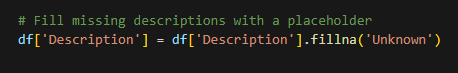 # Fill missing descriptions with a placeholder
df['Description'] = df['Description'].fillna('Unknown')